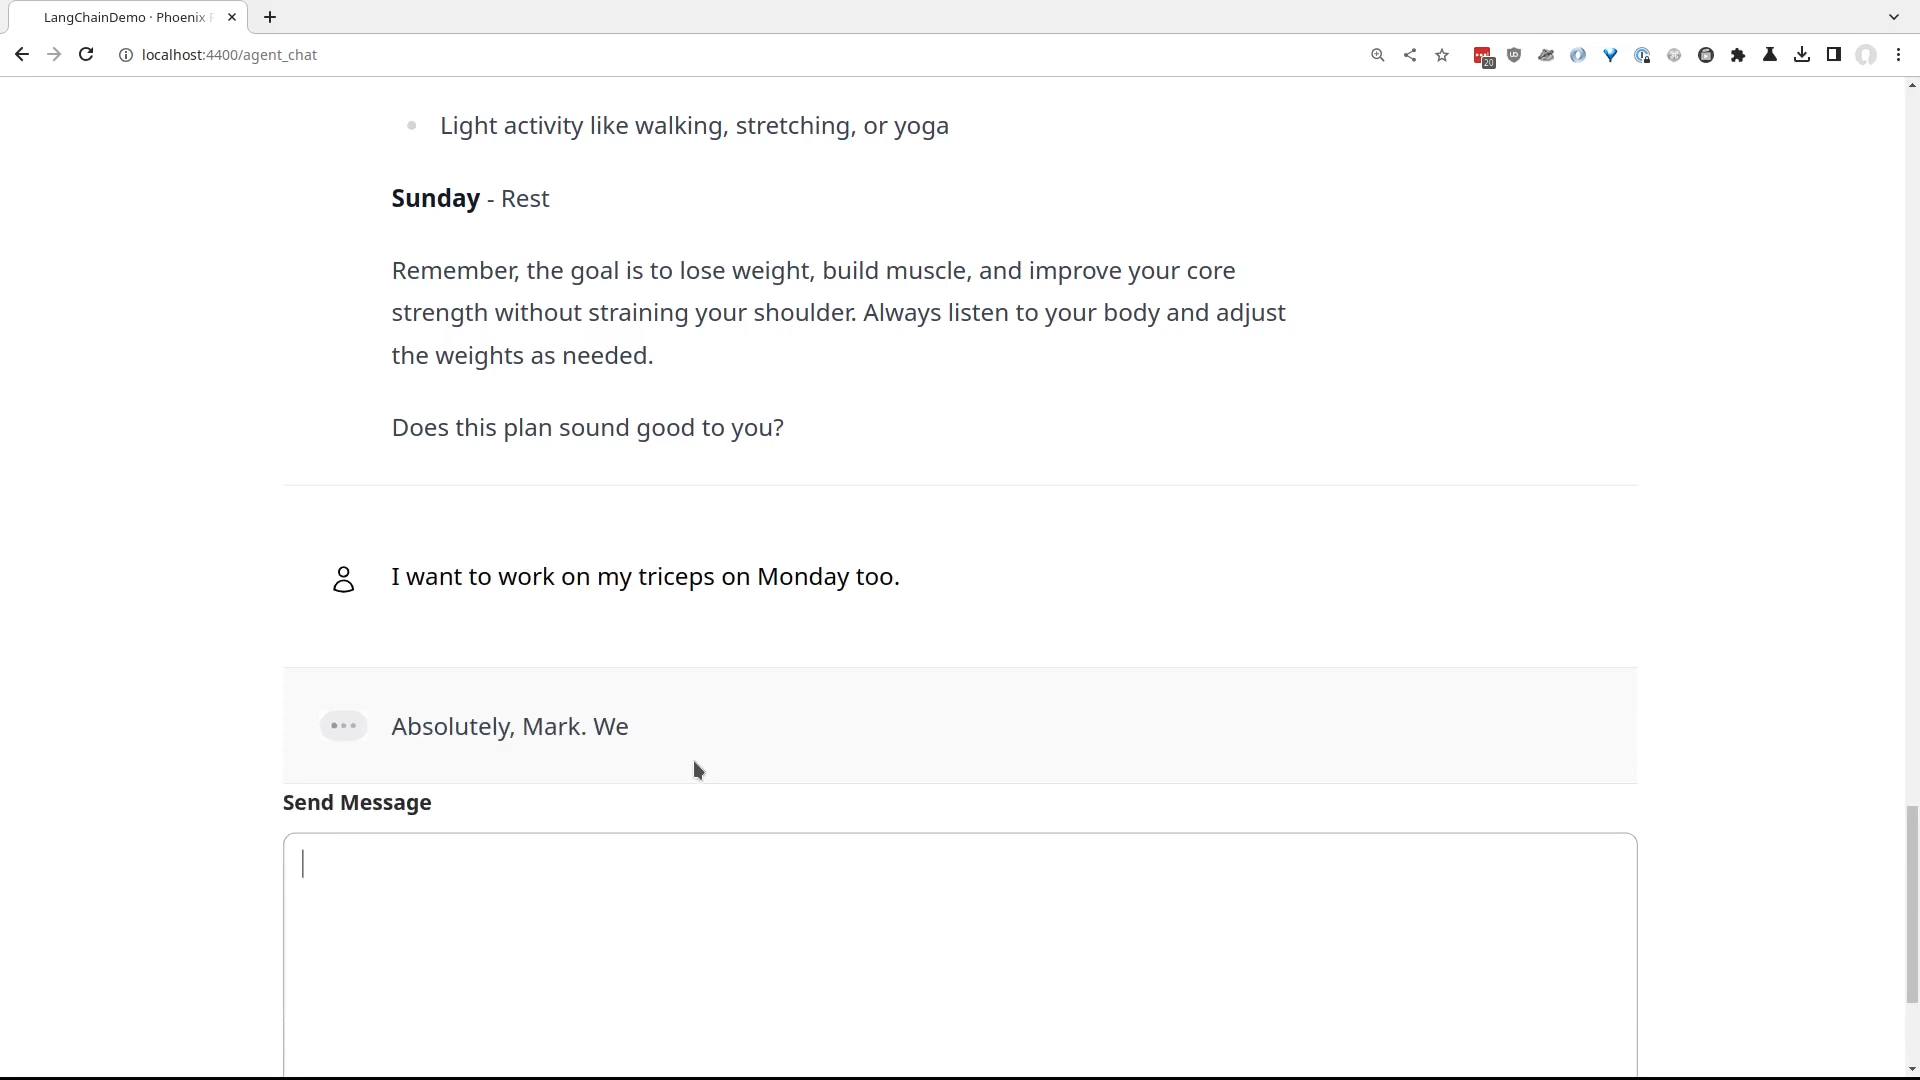 LangChainDemo · Phoenix
localhost:4400/agent_chat
20
Light activity like walking, stretching, or yoga
Sunday - Rest
Remember, the goal is to lose weight, build muscle, and improve your core
strength without straining your shoulder. Always listen to your body and adjust
the weights as needed.
Does this plan sound good to you?
I want to work on my triceps on Monday too.
Absolutely, Mark. We
Send Message